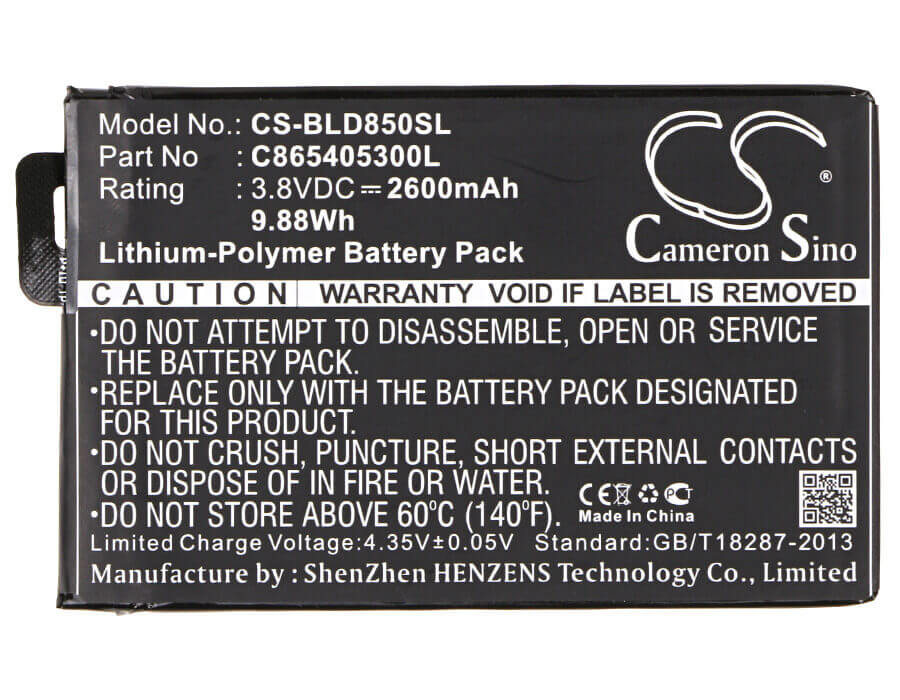 Model No.: CS-BLD850SL
Part No : C865405300L
Rating : 3.8VDC ⎓ 2600mAh
9.88Wh
Lithium-Polymer Battery Pack
CS
®
Cameron Sino
CAUTION WARRANTY VOID IF LABEL IS REMOVED
•DO NOT ATTEMPT TO DISASSEMBLE, OPEN OR SERVICE
THE BATTERY PACK.
•REPLACE ONLY WITH THE BATTERY PACK DESIGNATED
FOR THIS PRODUCT.
•DO NOT CRUSH, PUNCTURE, SHORT EXTERNAL CONTACTS
OR DISPOSE OF IN FIRE OR WATER.
•DO NOT STORE ABOVE 60°C (140°F)
CE
Made In China
Limited Charge Voltage:4.35V±0.05V Standard:GB/T18287-2013
Manufacture by : ShenZhen HENZENS Technology Co., Limited